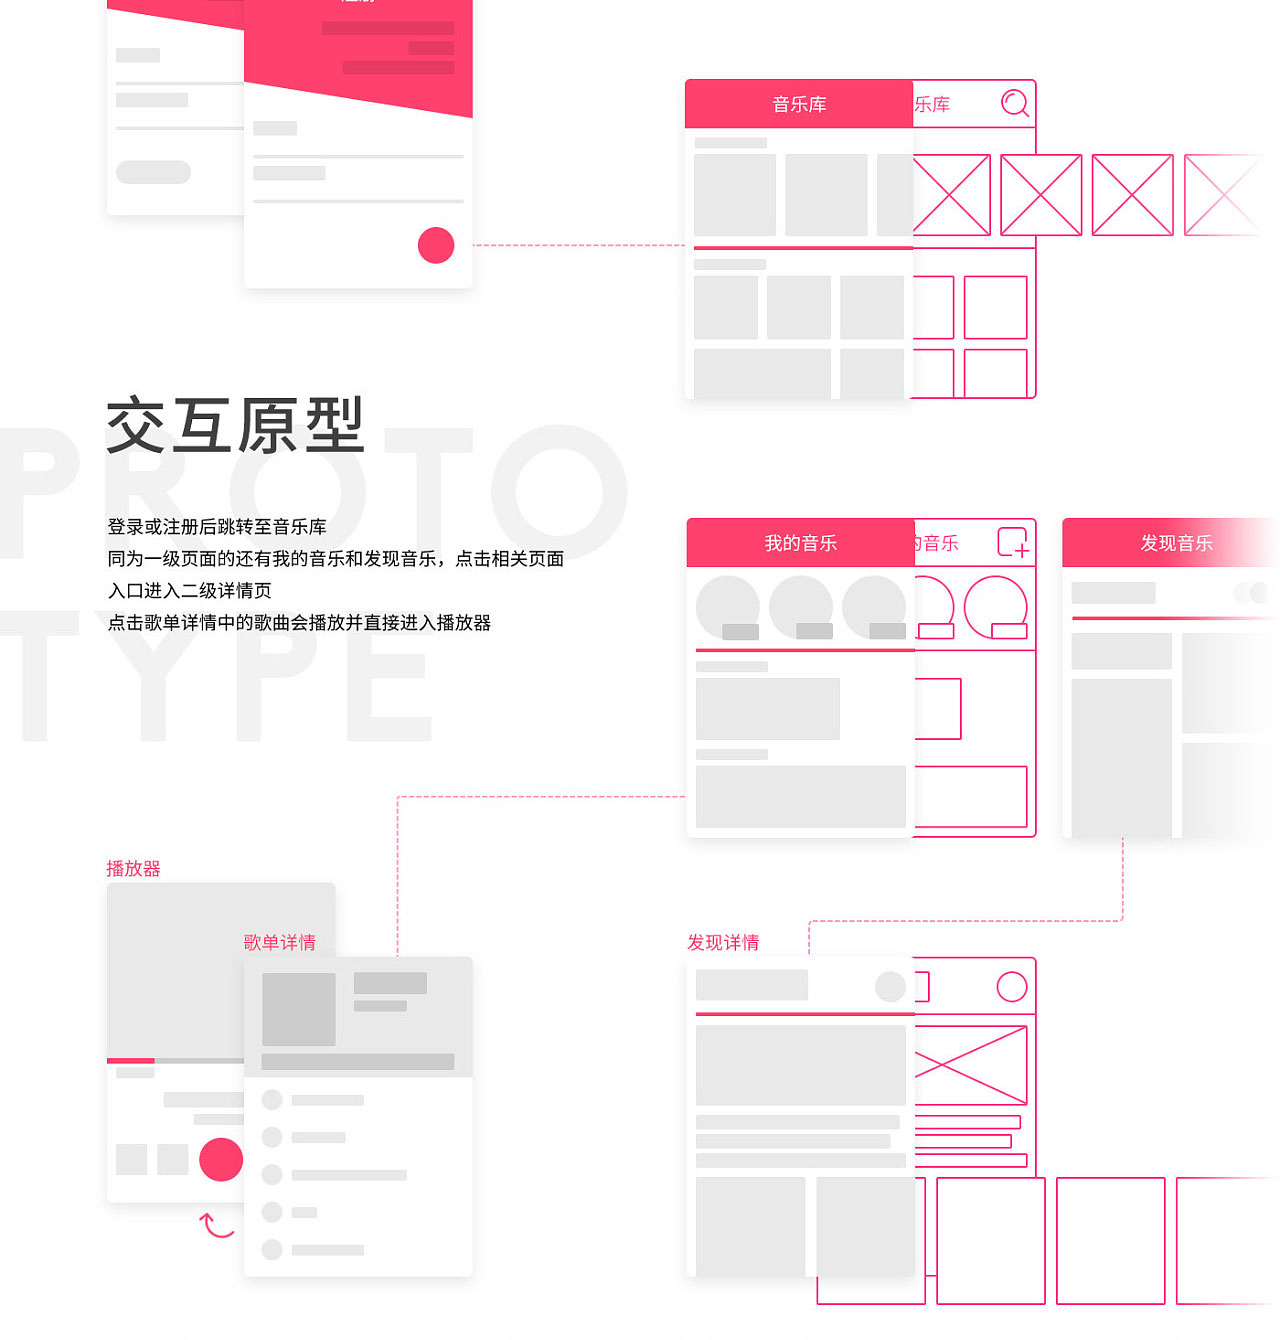 音乐库
乐库
交互原型
PROTO
TYPE
登录或注册后跳转至音乐库
同为一级页面的还有我的音乐和发现音乐，点击相关页面
入口进入二级详情页
点击歌单详情中的歌曲会播放并直接进入播放器
我的音乐
的音乐
发现音乐
播放器
歌单详情
发现详情